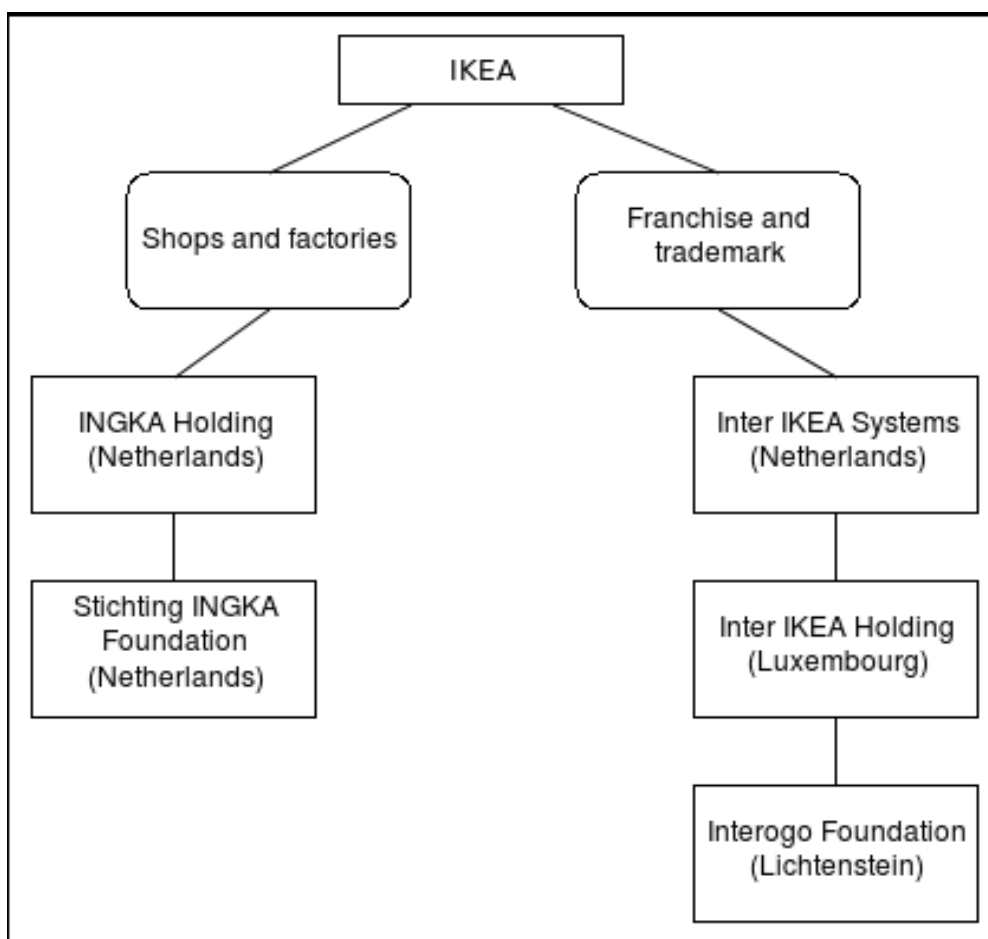 IKEA
Shops and factories
Franchise and
trademark
INGKA Holding
(Netherlands)
Inter IKEA Systems
(Netherlands)
Stichting INGKA
Foundation
(Netherlands)
Inter IKEA Holding
(Luxembourg)
Interogo Foundation
(Lichtenstein)